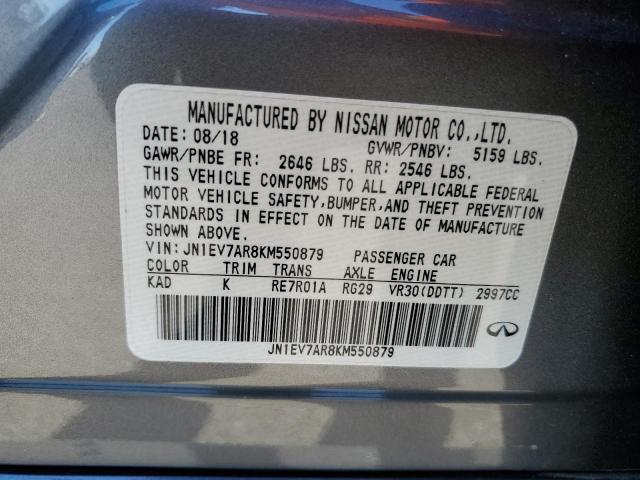 MANUFACTURED BY NISSAN MOTOR CO.,LTD.
DATE: 08/18 GVWR/PNBV: 5159 LBS.
GAWR/PNBE FR: 2646 LBS. RR: 2546 LBS.
THIS VEHICLE CONFORMS TO ALL APPLICABLE FEDERAL
MOTOR VEHICLE SAFETY,BUMPER,AND THEFT PREVENTION
STANDARDS IN EFFECT ON THE DATE OF MANUFACTURE
SHOWN ABOVE.
VIN:JN1EV7AR8KM550879 PASSENGER CAR
COLOR TRIM TRANS AXLE ENGINE
KAD K RE7R01A RG29 VR30(DDTT) 2997CC
JN1EV7AR8KM550879